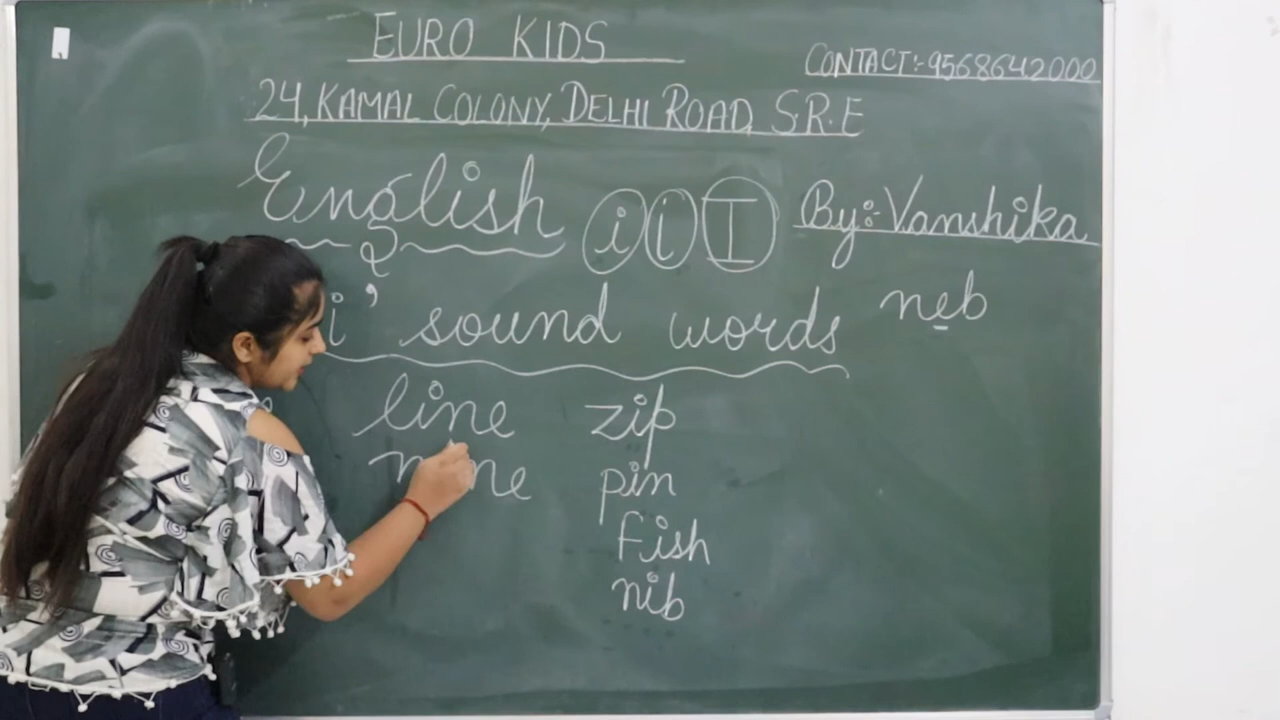 EURO KIDS
CONTACT:-9568642000
24, KAMAL COLONY, DELHI ROAD, S.R.E
English i i I By:-Vanshika
i' sound words neb
line zip
pin
Fish
nib